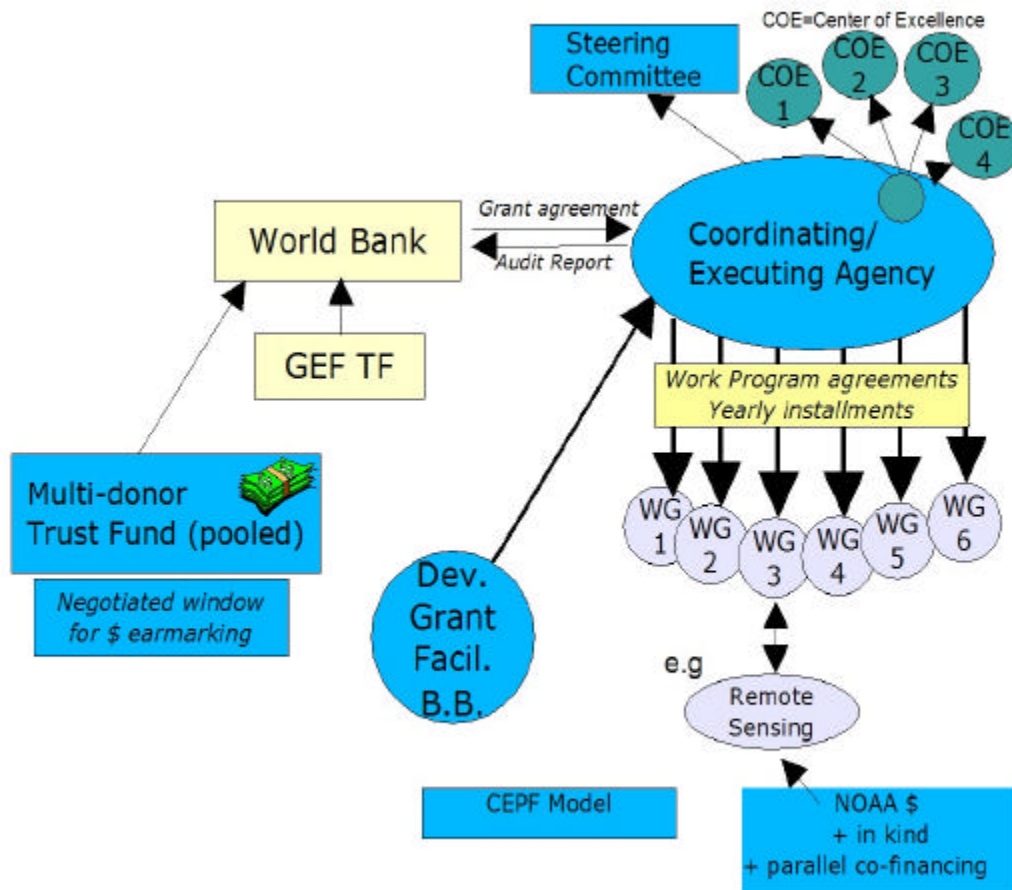 COE=Center of Excellence
Steering
Committee
COE
1
COE
2
COE
3
COE
4
Grant agreement
World Bank
Audit Report
Coordinating/
Executing Agency
GEF TF
Work Program agreements
Yearly installments
Multi-donor
Trust Fund (pooled)
Negotiated window
for $ earmarking
WG
1
WG
2
WG
3
WG
4
WG
5
WG
6
Dev.
Grant
Facil.
B.B.
e.g
Remote
Sensing
CEPF Model
NOAA $
+ in kind
+ parallel co-financing